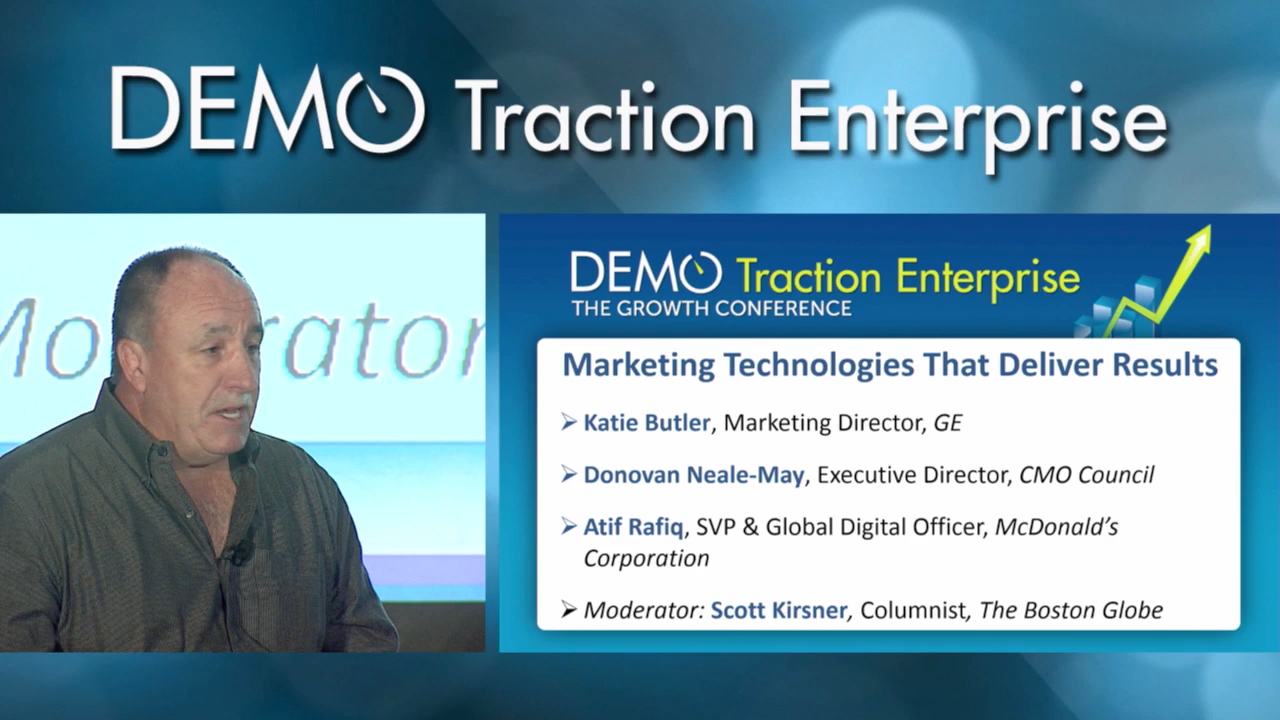 DEMO Traction Enterprise
Moderator
DEMO Traction Enterprise
THE GROWTH CONFERENCE
Marketing Technologies That Deliver Results
➢ Katie Butler, Marketing Director, GE
➢ Donovan Neale-May, Executive Director, CMO Council
➢ Atif Rafiq, SVP & Global Digital Officer, McDonald's
Corporation
➢ Moderator: Scott Kirsner, Columnist, The Boston Globe